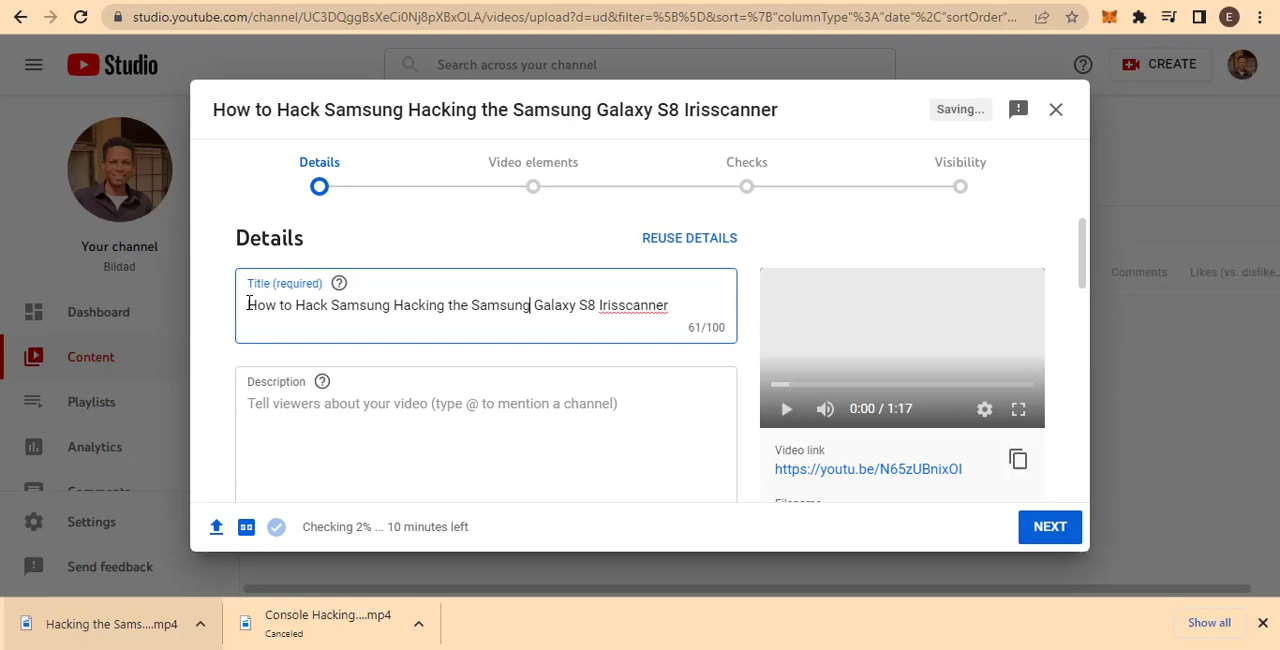 studio.youtube.com/channel/UC3DQggBsXeCi0Nj8pXBxOLA/videos/upload?d=ud&filter=%5B%5D&sort=%7B"columnType"%3A"date"%2C"sortOrder"...
E
Studio
Search across your channel
CREATE
How to Hack Samsung Hacking the Samsung Galaxy S8 Irisscanner
Saving...
Details
Video elements
Checks
Visibility
Your channel
Bildad
Details
REUSE DETAILS
Title (required)
How to Hack Samsung Hacking the Samsung Galaxy S8 Irisscanner
61/100
Comments
Likes (vs. dislike,
Dashboard
Content
Playlists
Analytics
Comments
Settings
Send feedback
Description
Tell viewers about your video (type @ to mention a channel)
0:00 / 1:17
Video link
https://youtu.be/N65zUBnixOI
Filename
SD
Checking 2% ... 10 minutes left
NEXT
Hacking the Sams....mp4
Console Hacking....mp4
Canceled
Show all